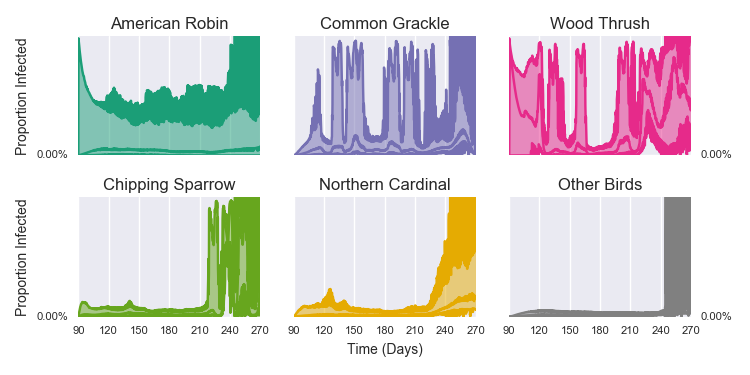 American Robin Common Grackle Wood Thrush
Proportion Infected
0.00% 0.00%
Chipping Sparrow Northern Cardinal Other Birds
Proportion Infected
0.00% 0.00%
90 120 150 180 210 240 270 90 120 150 180 210 240 270 90 120 150 180 210 240 270
Time (Days)